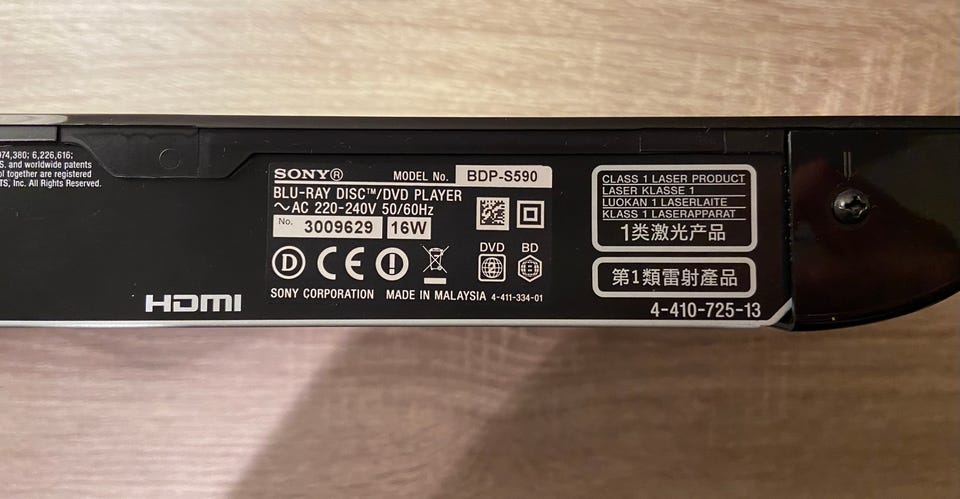 074,380; 6,226,616;
S. and worldwide patents
ol together are registered
TS, Inc. All Rights Reserved.
SONY® MODEL No. BDP-S590
BLU-RAY DISC™/DVD PLAYER
~AC 220-240V 50/60Hz
No. 3009629 16W
D CE
DVD BD
2
SONY CORPORATION MADE IN MALAYSIA 4-411-334-01
HDMI
CLASS 1 LASER PRODUCT
LASER KLASSE 1
LUOKAN 1 LASERLAITE
KLASS 1 LASERAPPARAT
1类激光产品
第1類雷射產品
4-410-725-13